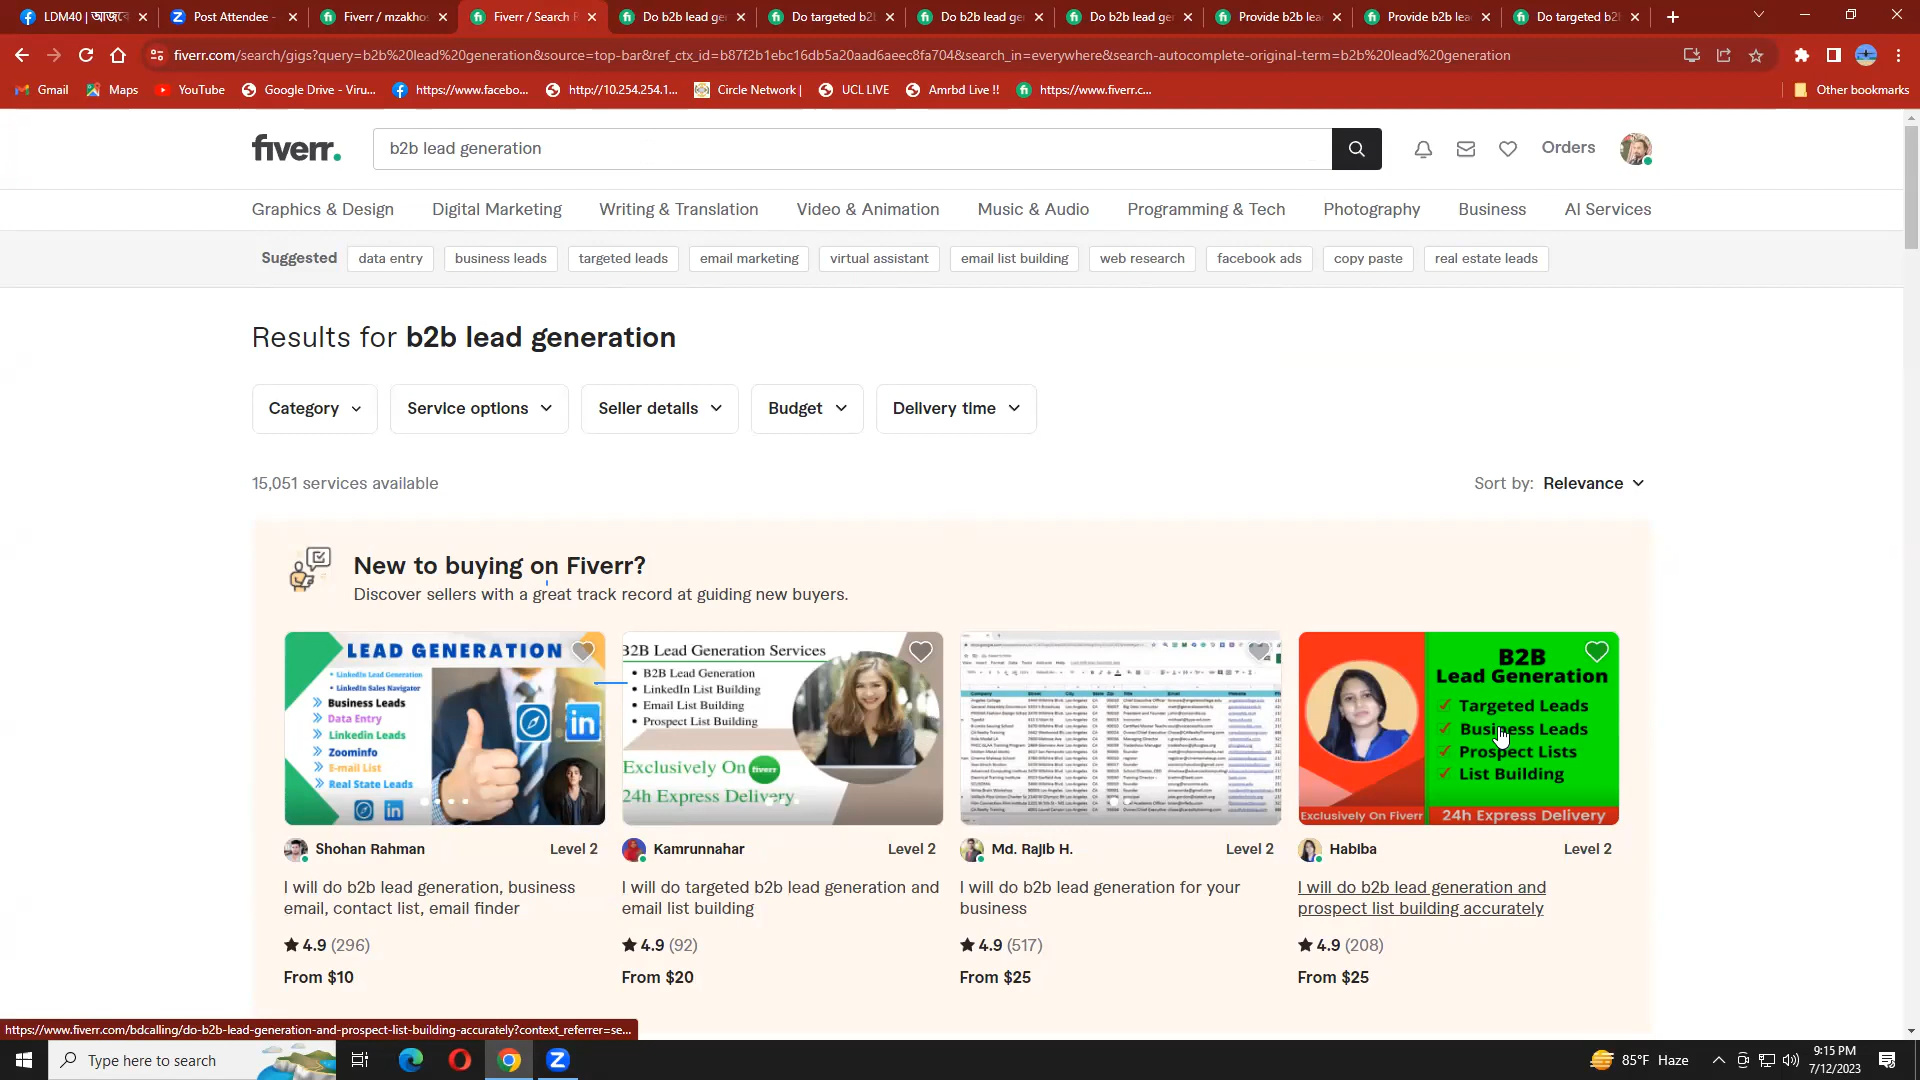 LDM40 | আজকে
Post Attendee -
Fiverr / mzakho
Fiverr / Search R
Do b2b lead ge
Do targeted b2
Do b2b lead ge
Do b2b lead ge
Provide b2b lea
Provide b2b lea
Do targeted b2
fiverr.com/search/gigs?query=b2b%20lead%20generation&source=top-bar&ref_ctx_id=b87f2b1ebc16db5a20aad6aeec8fa704&search_in=everywhere&search-autocomplete-original-term=b2b%20lead%20generation
Gmail
Maps
YouTube
Google Drive - Viru...
https://www.facebo...
http://10.254.254.1...
Circle Network |
UCL LIVE
Amrbd Live !!
https://www.fiverr.c...
Other bookmarks
fiverr.
b2b lead generation
Orders
Graphics & Design
Digital Marketing
Writing & Translation
Video & Animation
Music & Audio
Programming & Tech
Photography
Business
AI Services
Suggested
data entry
business leads
targeted leads
email marketing
virtual assistant
email list building
web research
facebook ads
copy paste
real estate leads
Results for b2b lead generation
Category
Service options
Seller details
Budget
Delivery time
15,051 services available
Sort by: Relevance
New to buying on Fiverr?
Discover sellers with a great track record at guiding new buyers.
LEAD GENERATION
• LinkedIn Lead Generation
• LinkedIn Sales Navigator
Business Leads
Data Entry
Linkedin Leads
Zoominfo
E-mail List
Real State Leads
B2B Lead Generation Services
• B2B Lead Generation
• LinkedIn List Building
• Email List Building
• Prospect List Building
Exclusively On fiverr
24h Express Delivery
B2B
Lead Generation
✓ Targeted Leads
✓ Business Leads
✓ Prospect Lists
✓ List Building
Exclusively On Fiverr
24h Express Delivery
Shohan Rahman
Level 2
Kamrunnahar
Level 2
Md. Rajib H.
Level 2
Habiba
Level 2
I will do b2b lead generation, business
email, contact list, email finder
I will do targeted b2b lead generation and
email list building
I will do b2b lead generation for your
business
I will do b2b lead generation and
prospect list building accurately
★ 4.9 (296)
★ 4.9 (92)
★ 4.9 (517)
★ 4.9 (208)
From $10
From $20
From $25
From $25
https://www.fiverr.com/bdcalling/do-b2b-lead-generation-and-prospect-list-building-accurately?context_referrer=se...
Type here to search
85°F Haze
9:15 PM
7/12/2023